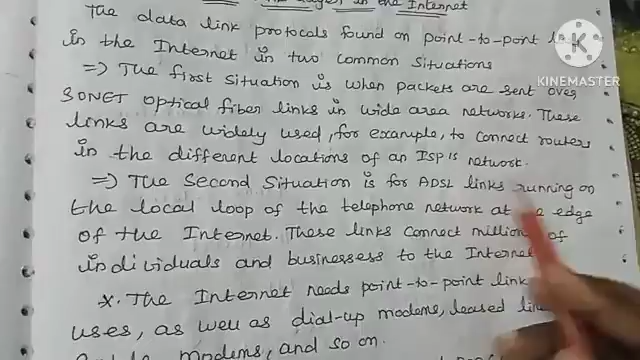 in the Internet
The data link protocols found on point-to-point
in the Internet in two common situations
⇒ The first situation is when packets are sent over
SONET optical fiber links in wide area networks. These
links are widely used, for example, to connect routers
in the different locations of an ISP's network.
⇒ The second situation is for ADSL links running on
the local loop of the telephone network at edge
of the Internet. These links connect of
individuals and businessess to the Internet
*. The Internet needs point-to-point
uses, as well as dial-up modems, leased
modems, and so on.
KINEMASTER